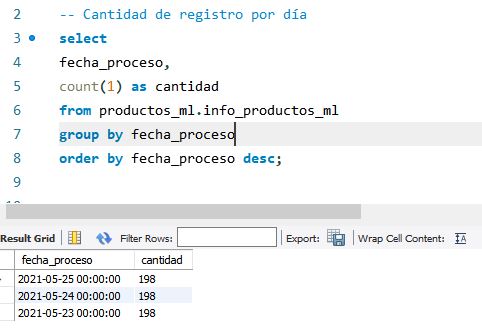 2 -- Cantidad de registro por día
3 select
4 fecha_proceso,
5 count(1) as cantidad
6 from productos_ml.info_productos_ml
7 group by fecha_proceso
8 order by fecha_proceso desc;
9
Result Grid Filter Rows: Export: Wrap Cell Content:
fecha_proceso cantidad
2021-05-25 00:00:00 198
2021-05-24 00:00:00 198
2021-05-23 00:00:00 198